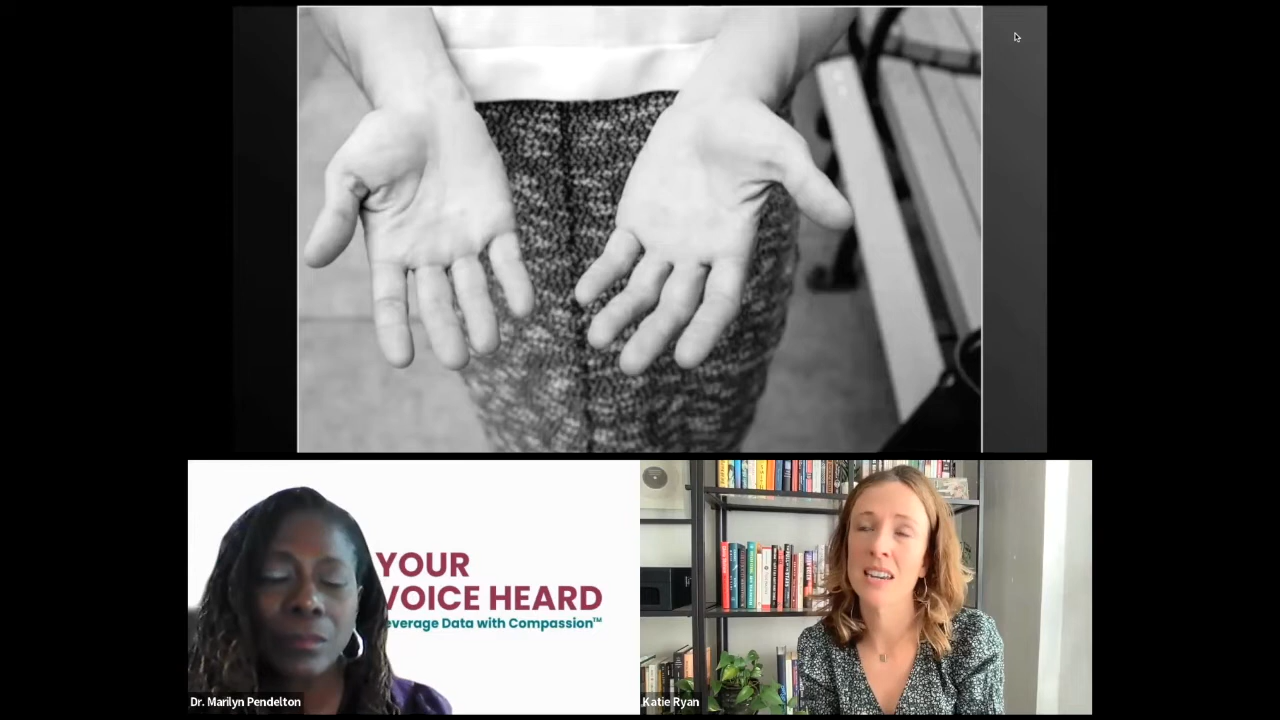 YOUR
VOICE HEARD
everage Data with Compassion™
Dr. Marilyn Pendelton
Katie Ryan